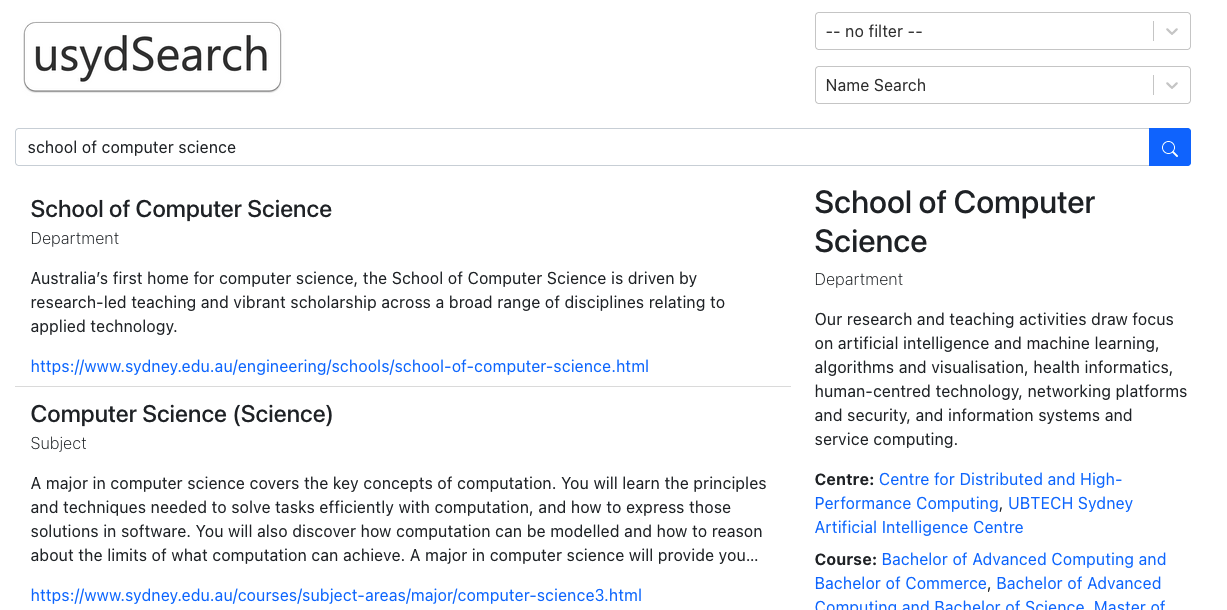 usydSearch
-- no filter --
Name Search
school of computer science
School of Computer Science
Department
Australia’s first home for computer science, the School of Computer Science is driven by
research-led teaching and vibrant scholarship across a broad range of disciplines relating to
applied technology.
https://www.sydney.edu.au/engineering/schools/school-of-computer-science.html
Computer Science (Science)
Subject
A major in computer science covers the key concepts of computation. You will learn the principles
and techniques needed to solve tasks efficiently with computation, and how to express those
solutions in software. You will also discover how computation can be modelled and how to reason
about the limits of what computation can achieve. A major in computer science will provide you...
https://www.sydney.edu.au/courses/subject-areas/major/computer-science3.html
School of Computer
Science
Department
Our research and teaching activities draw focus
on artificial intelligence and machine learning,
algorithms and visualisation, health informatics,
human-centred technology, networking platforms
and security, and information systems and
service computing.
Centre: Centre for Distributed and High-
Performance Computing, UBTECH Sydney
Artificial Intelligence Centre
Course: Bachelor of Advanced Computing and
Bachelor of Commerce, Bachelor of Advanced
Computing and Bachelor of Science, Master of